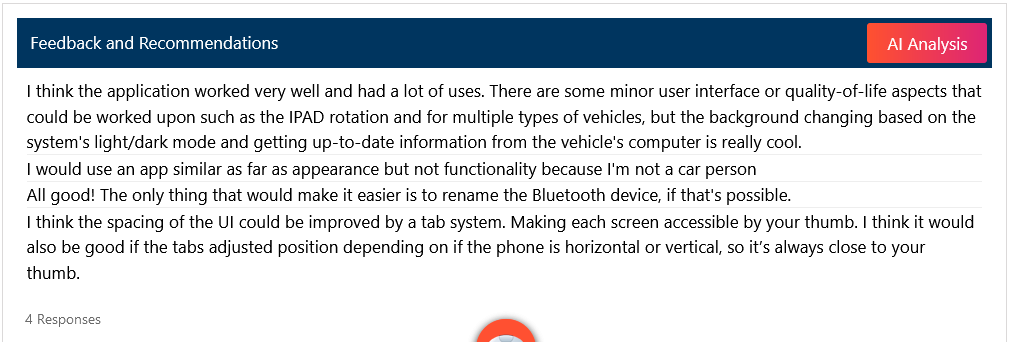 Feedback and Recommendations
AI Analysis
I think the application worked very well and had a lot of uses. There are some minor user interface or quality-of-life aspects that
could be worked upon such as the IPAD rotation and for multiple types of vehicles, but the background changing based on the
system's light/dark mode and getting up-to-date information from the vehicle's computer is really cool.
I would use an app similar as far as appearance but not functionality because I'm not a car person
All good! The only thing that would make it easier is to rename the Bluetooth device, if that's possible.
I think the spacing of the UI could be improved by a tab system. Making each screen accessible by your thumb. I think it would
also be good if the tabs adjusted position depending on if the phone is horizontal or vertical, so it’s always close to your
thumb.
4 Responses